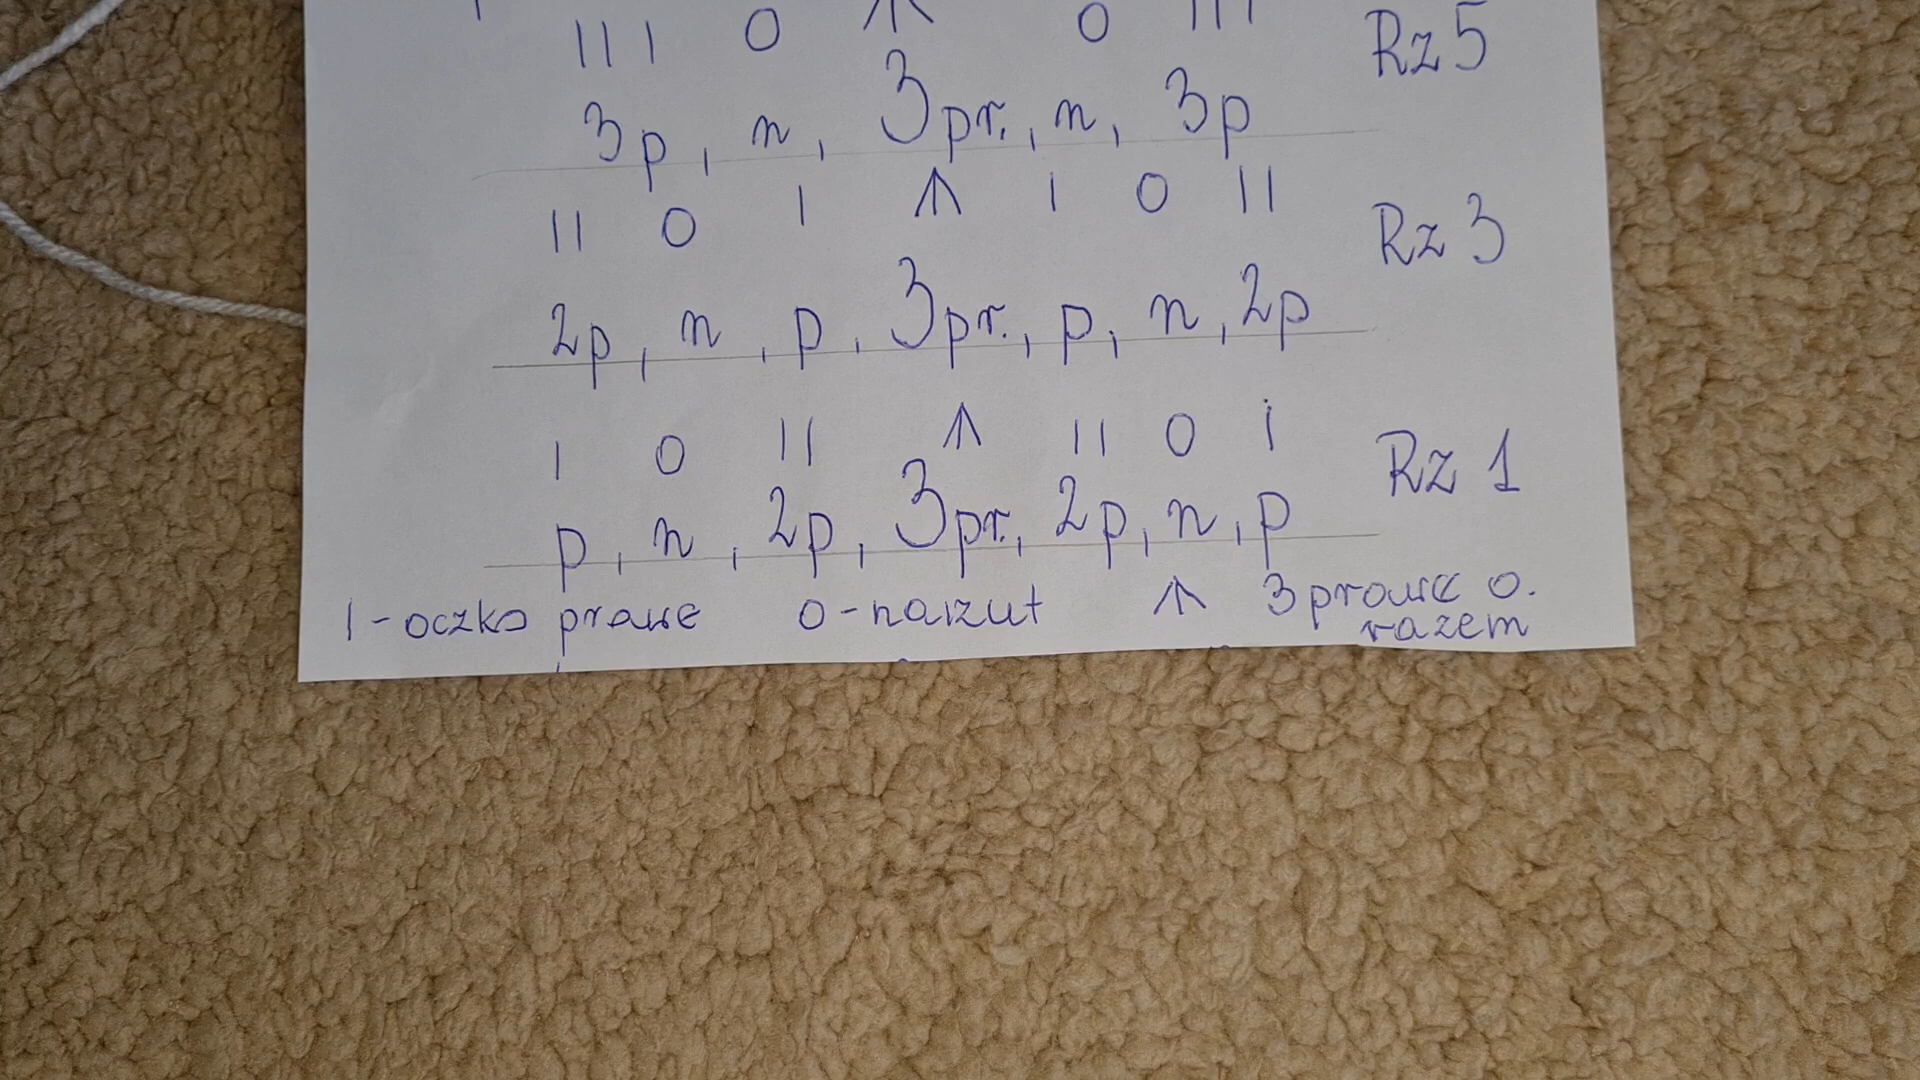 III O ↑ O III Rz 5
3p, n, 3pr., n, 3p
II O I ↑ I O II Rz 3
2p, n, p, 3pr., p, n, 2p
I O II ↑ II O I Rz 1
p, n, 2p, 3pr., 2p, n, p
I - oczko prawe O - narzut ↑ 3 prawe o.
razem